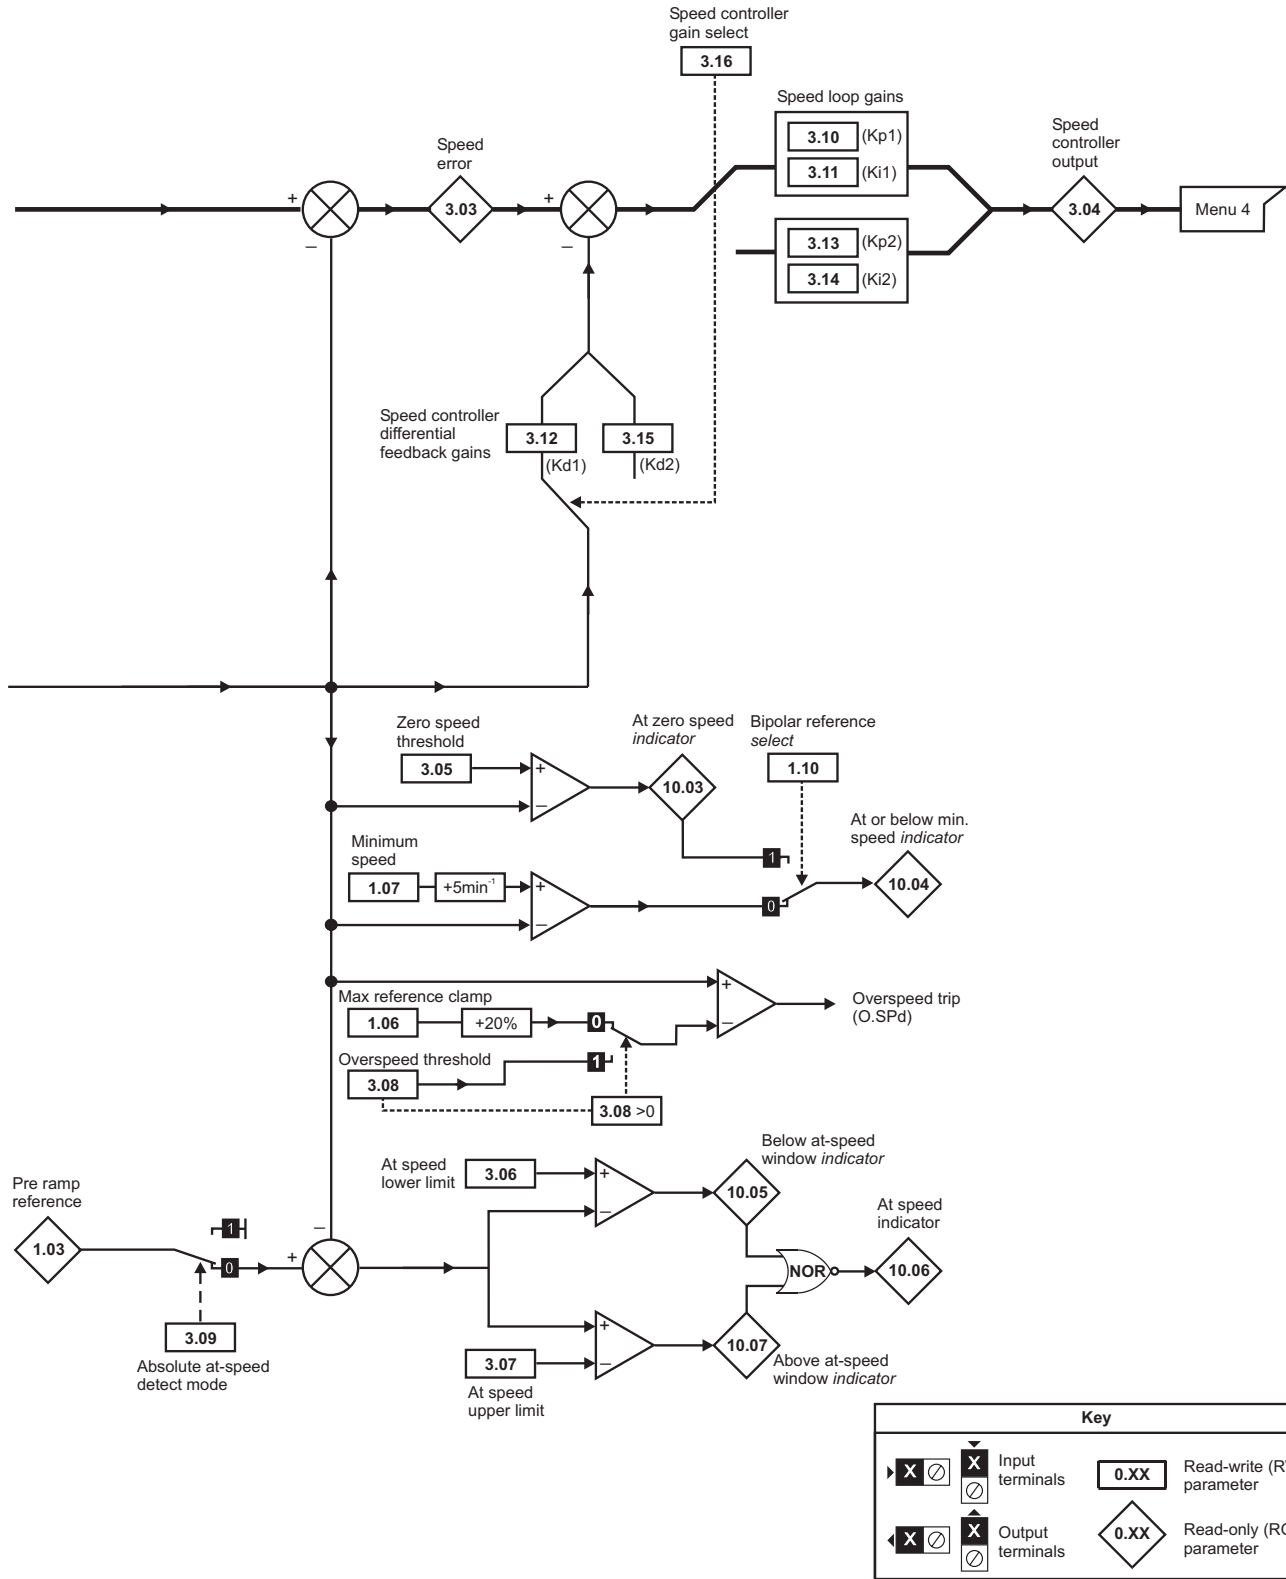 Speed controller
gain select
3.16
Speed loop gains
3.10 (Kp1)
3.11 (Ki1)
3.13 (Kp2)
3.14 (Ki2)
Speed
controller
output
3.04
Menu 4
Speed
error
+
3.03
+
–
–
Speed controller
differential
feedback gains
3.12
(Kd1)
3.15
(Kd2)
Zero speed
threshold
3.05
+
–
At zero speed
indicator
10.03
Bipolar reference
select
1.10
1
0
At or below min.
speed indicator
10.04
Minimum
speed
1.07
+5min⁻¹
+
–
Max reference clamp
1.06
+20%
0
1
+
–
Overspeed trip
(O.SPd)
Overspeed threshold
3.08
3.08 >0
Pre ramp
reference
1.03
1
0
3.09
Absolute at-speed
detect mode
–
+
At speed
lower limit
3.06
+
–
Below at-speed
window indicator
10.05
NOR
At speed
indicator
10.06
3.07
At speed
upper limit
+
–
10.07
Above at-speed
window indicator
Key
X
X
Input
terminals
0.XX
Read-write (R
parameter
X
X
Output
terminals
0.XX
Read-only (RO
parameter